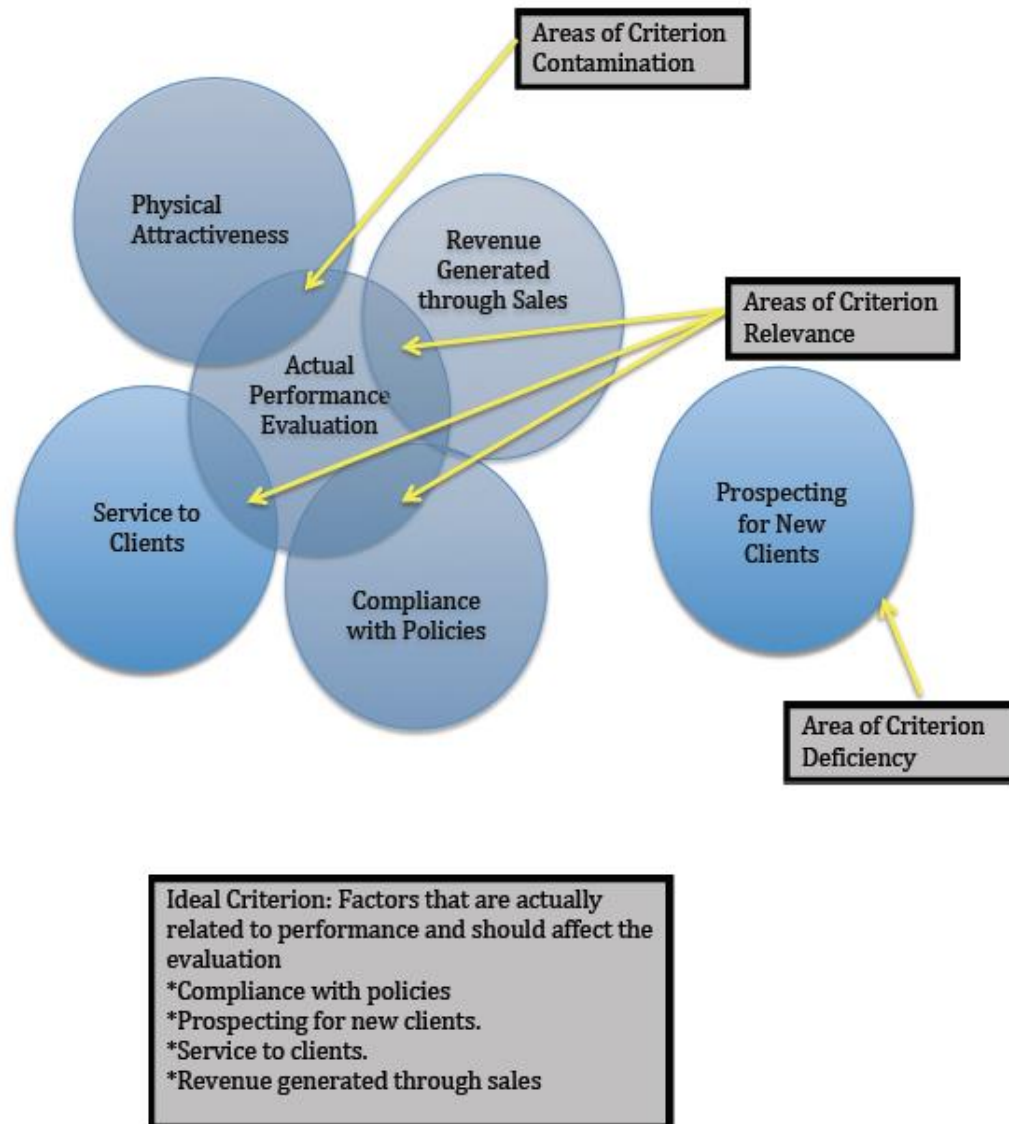 Areas of Criterion
Contamination
Physical
Attractiveness
Revenue
Generated
through Sales
Areas of Criterion
Relevance
Actual
Performance
Evaluation
Service to
Clients
Prospecting
for New
Clients
Compliance
with Policies
Area of Criterion
Deficiency
Ideal Criterion: Factors that are actually
related to performance and should affect the
evaluation
*Compliance with policies
*Prospecting for new clients.
*Service to clients.
*Revenue generated through sales